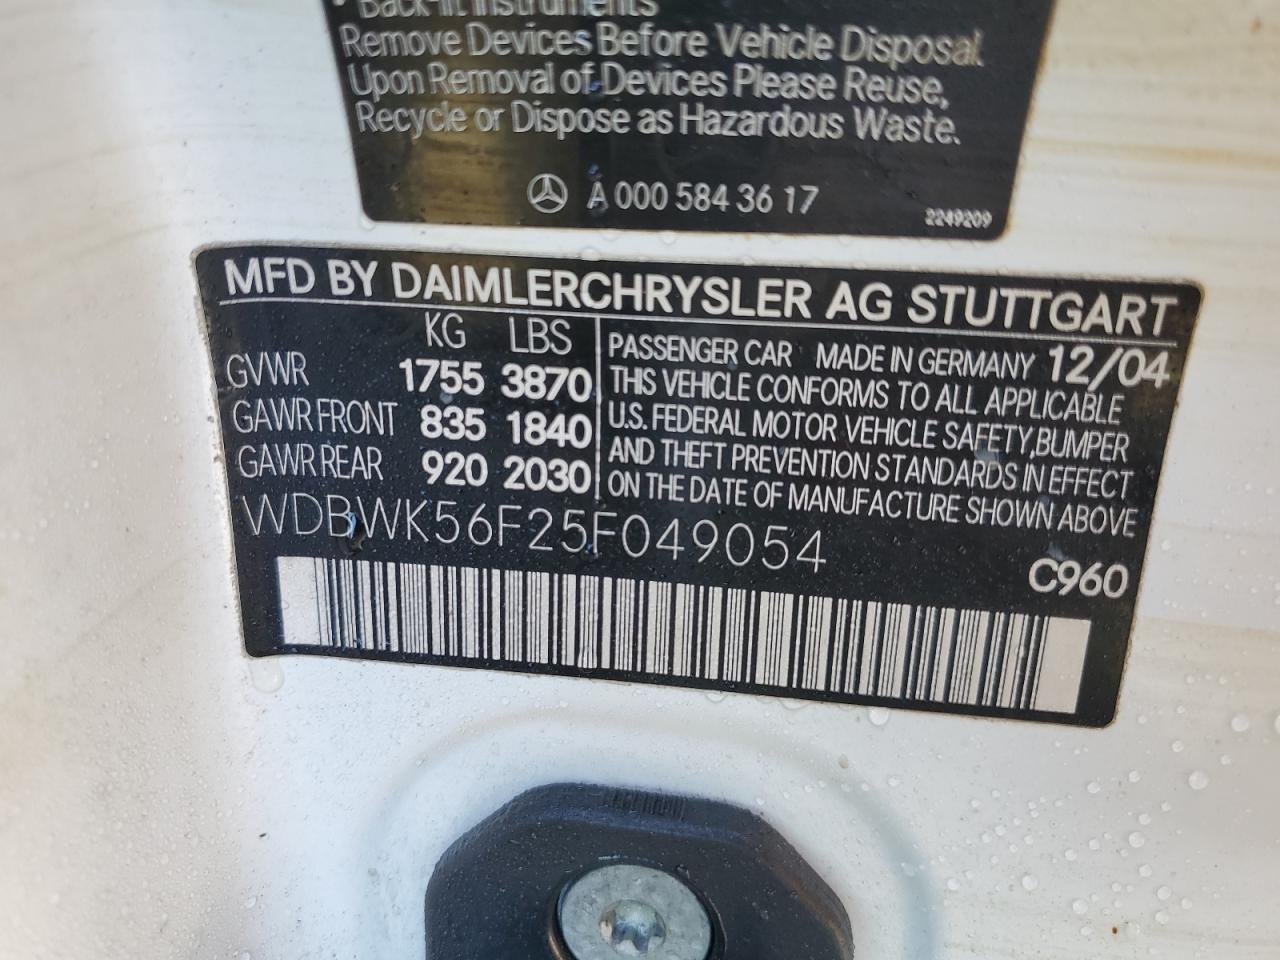 • Back-lit Instruments
Remove Devices Before Vehicle Disposal.
Upon Removal of Devices Please Reuse,
Recycle or Dispose as Hazardous Waste.
A 000 584 36 17
2249209
MFD BY DAIMLERCHRYSLER AG STUTTGART
KG LBS
GVWR 1755 3870
GAWR FRONT 835 1840
GAWR REAR 920 2030
PASSENGER CAR MADE IN GERMANY 12/04
THIS VEHICLE CONFORMS TO ALL APPLICABLE
U.S. FEDERAL MOTOR VEHICLE SAFETY, BUMPER
AND THEFT PREVENTION STANDARDS IN EFFECT
ON THE DATE OF MANUFACTURE SHOWN ABOVE
WDBWK56F25F049054
C960